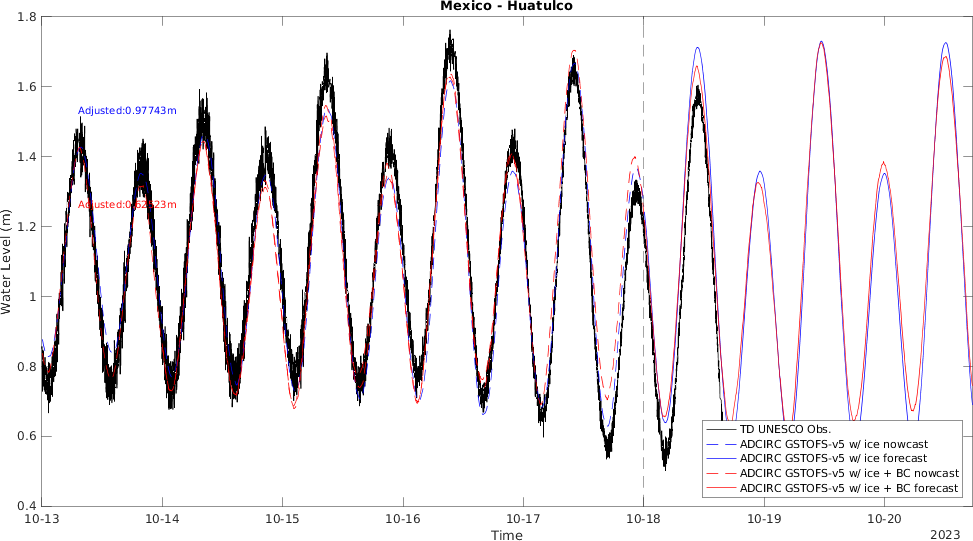 Mexico - Huatulco
1.8
1.6
1.4
1.2
1
0.8
0.6
0.4
Water Level (m)
Adjusted:0.97743m
TD UNESCO Obs.
ADCIRC GSTOFS-v5 w/ ice nowcast
ADCIRC GSTOFS-v5 w/ ice forecast
ADCIRC GSTOFS-v5 w/ ice + BC nowcast
ADCIRC GSTOFS-v5 w/ ice + BC forecast
10-13 10-14 10-15 10-16 10-17 10-18 10-19 10-20
Time
2023